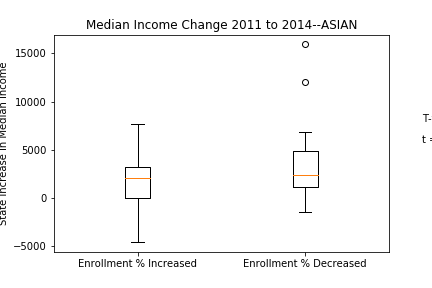 Median Income Change 2011 to 2014--ASIAN
State Increase in Median Income
15000
10000
5000
0
−5000
Enrollment % Increased
Enrollment % Decreased
T-
t =